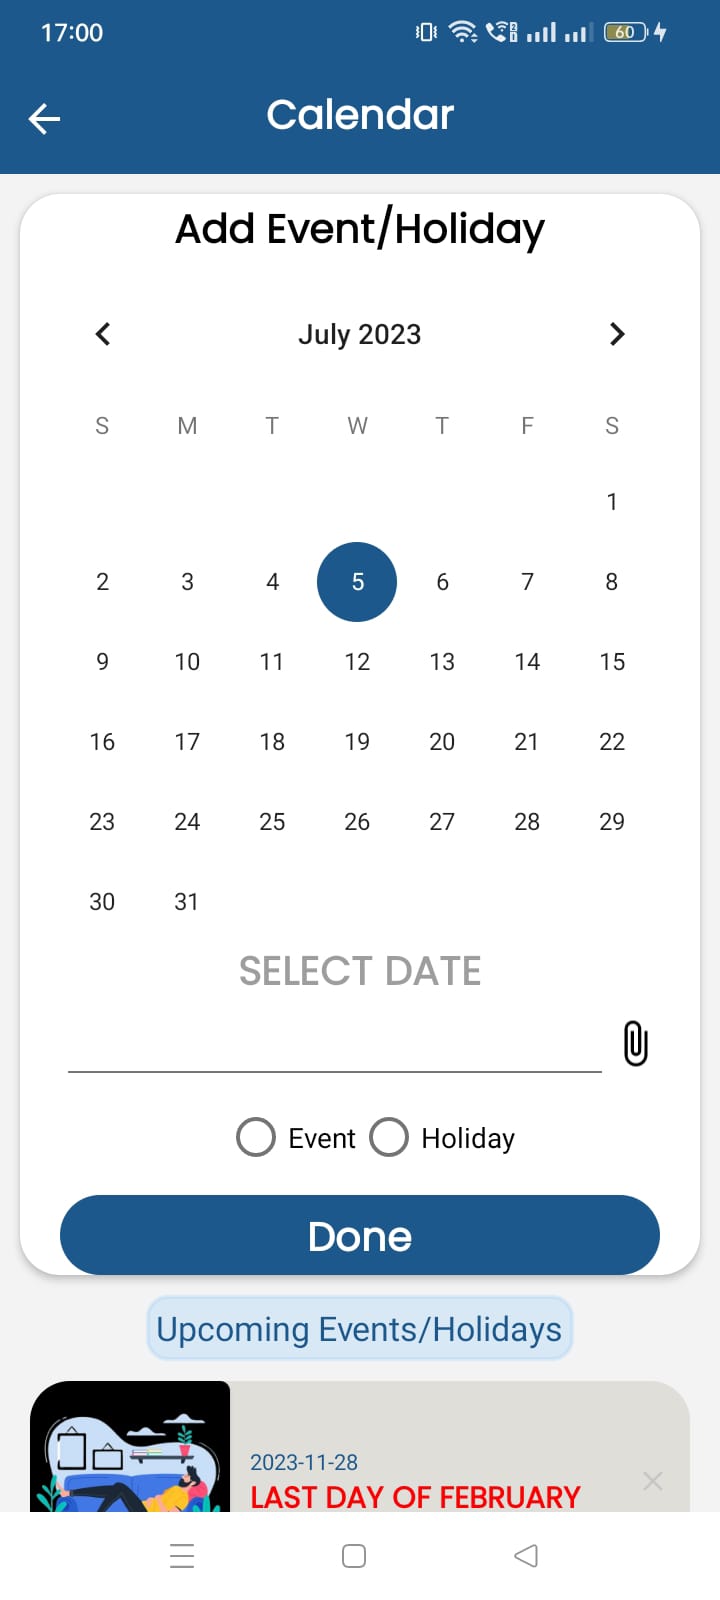 17:00 60
Calendar
Add Event/Holiday
July 2023
S M T W T F S
1
2 3 4 5 6 7 8
9 10 11 12 13 14 15
16 17 18 19 20 21 22
23 24 25 26 27 28 29
30 31
SELECT DATE
Event Holiday
Done
Upcoming Events/Holidays
2023-11-28
LAST DAY OF FEBRUARY